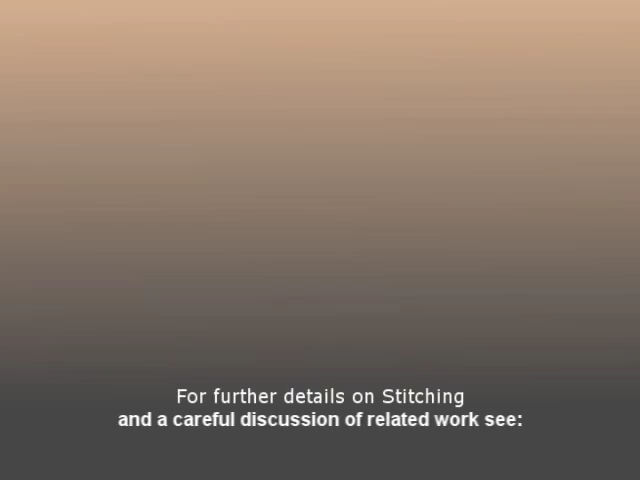 For further details on Stitching
and a careful discussion of related work see: